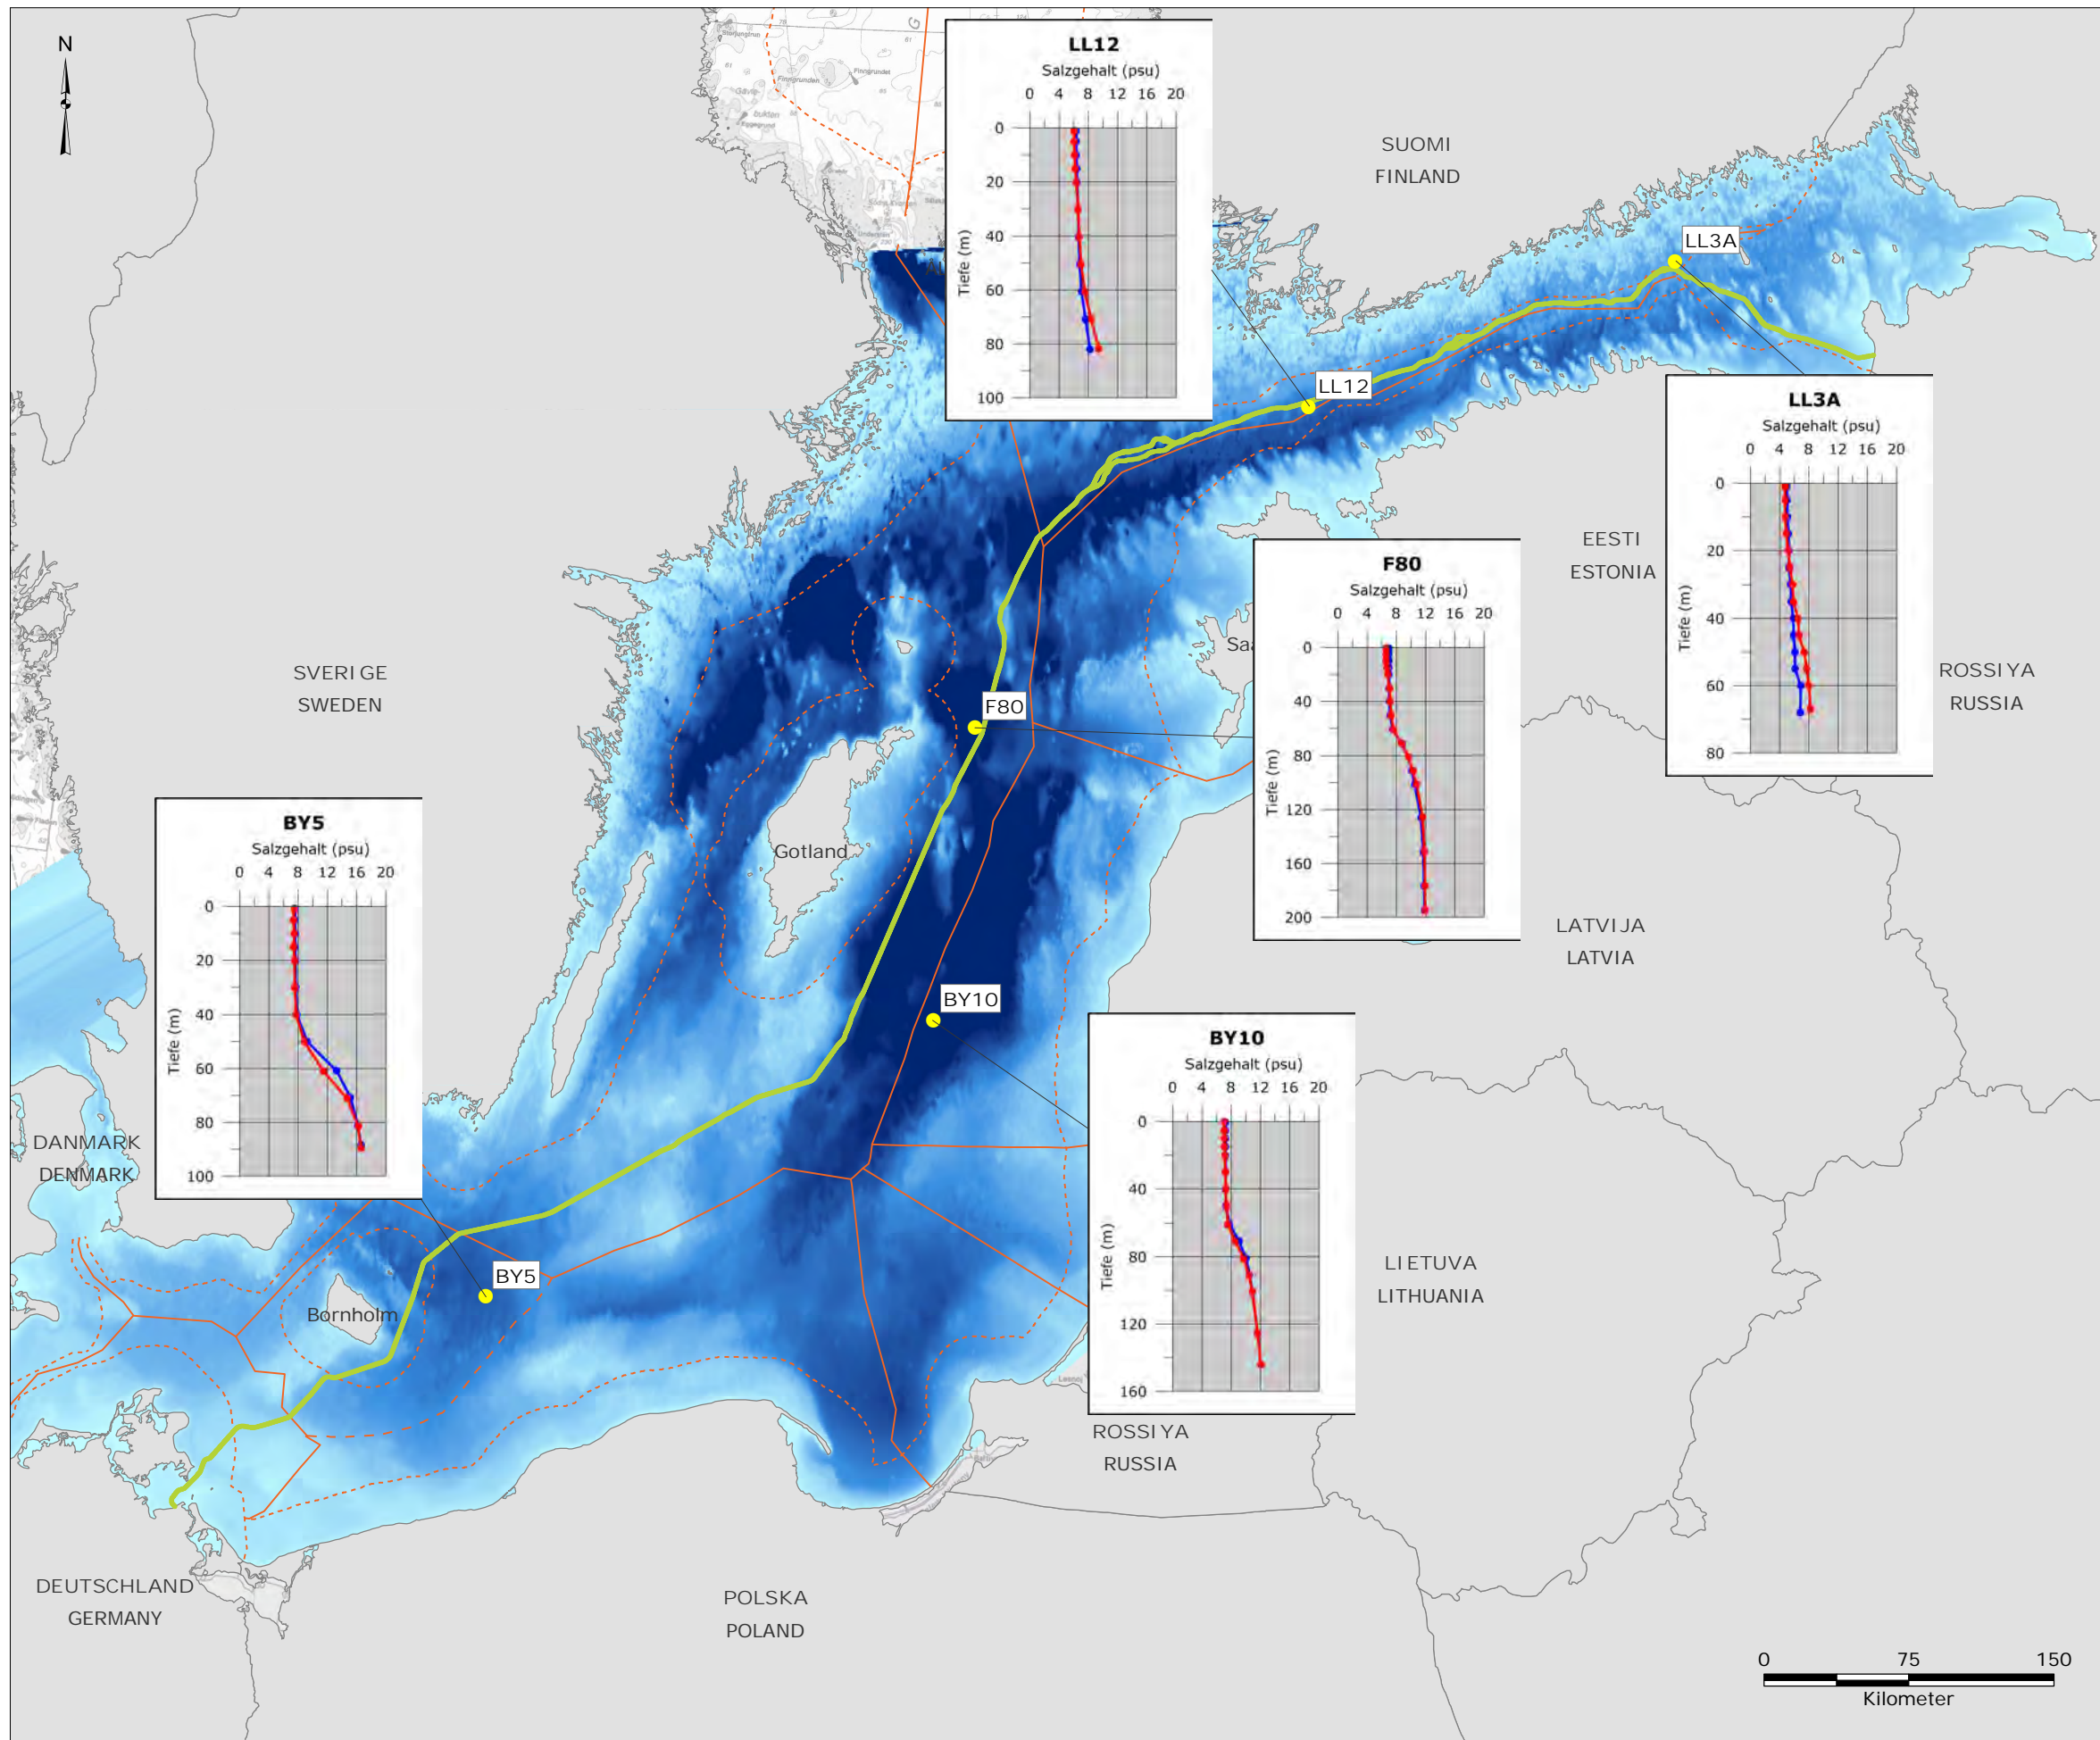 N
LL12
Salzgehalt (psu)
0 4 8 12 16 20
Tiefe (m)
0
20
40
60
80
100
SUOMI
FINLAND
LL3A
LL12
LL3A
Salzgehalt (psu)
0 4 8 12 16 20
Tiefe (m)
0
20
40
60
80
EESTI
ESTONIA
F80
Salzgehalt (psu)
0 4 8 12 16 20
Tiefe (m)
0
40
80
120
160
200
ROSSIYA
RUSSIA
SVERIGE
SWEDEN
F80
Gotland
BY5
Salzgehalt (psu)
0 4 8 12 16 20
Tiefe (m)
0
20
40
60
80
100
LATVIJA
LATVIA
BY10
BY10
Salzgehalt (psu)
0 4 8 12 16 20
Tiefe (m)
0
40
80
120
160
DANMARK
DENMARK
BY5
Bornholm
LIETUVA
LITHUANIA
ROSSIYA
RUSSIA
DEUTSCHLAND
GERMANY
POLSKA
POLAND
0 75 150
Kilometer